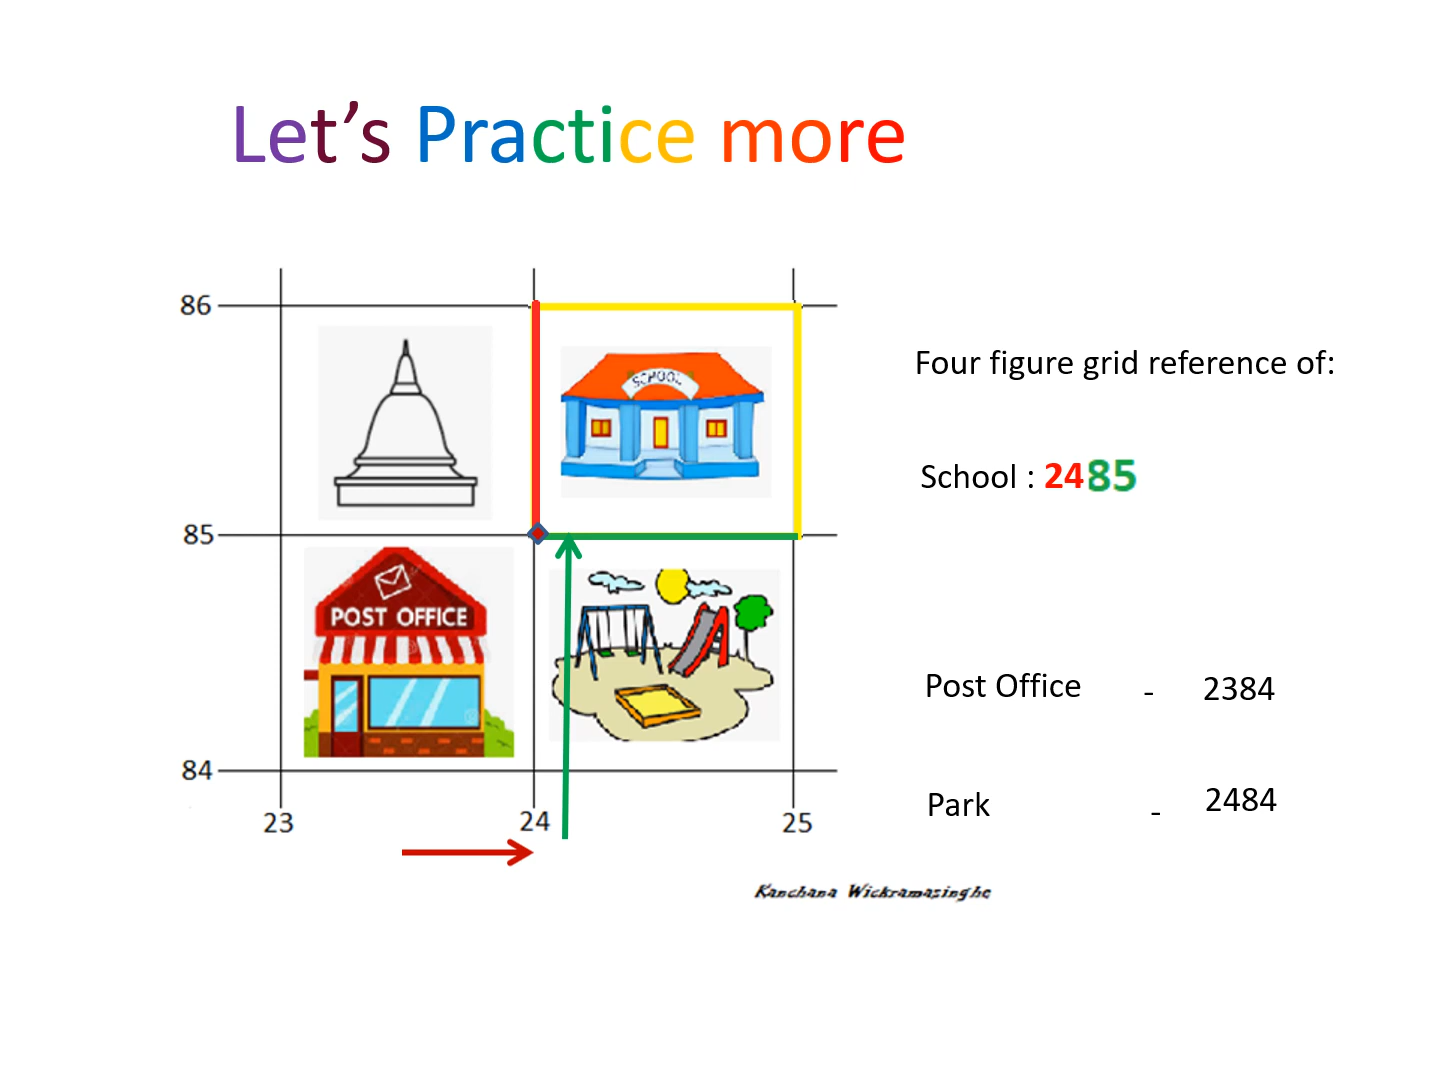 Let’s Practice more
86
SCHOOL
Four figure grid reference of:
School : 2485
85
POST OFFICE
Post Office - 2384
84
Park - 2484
23 24 25
Kanchana Wickramasinghe